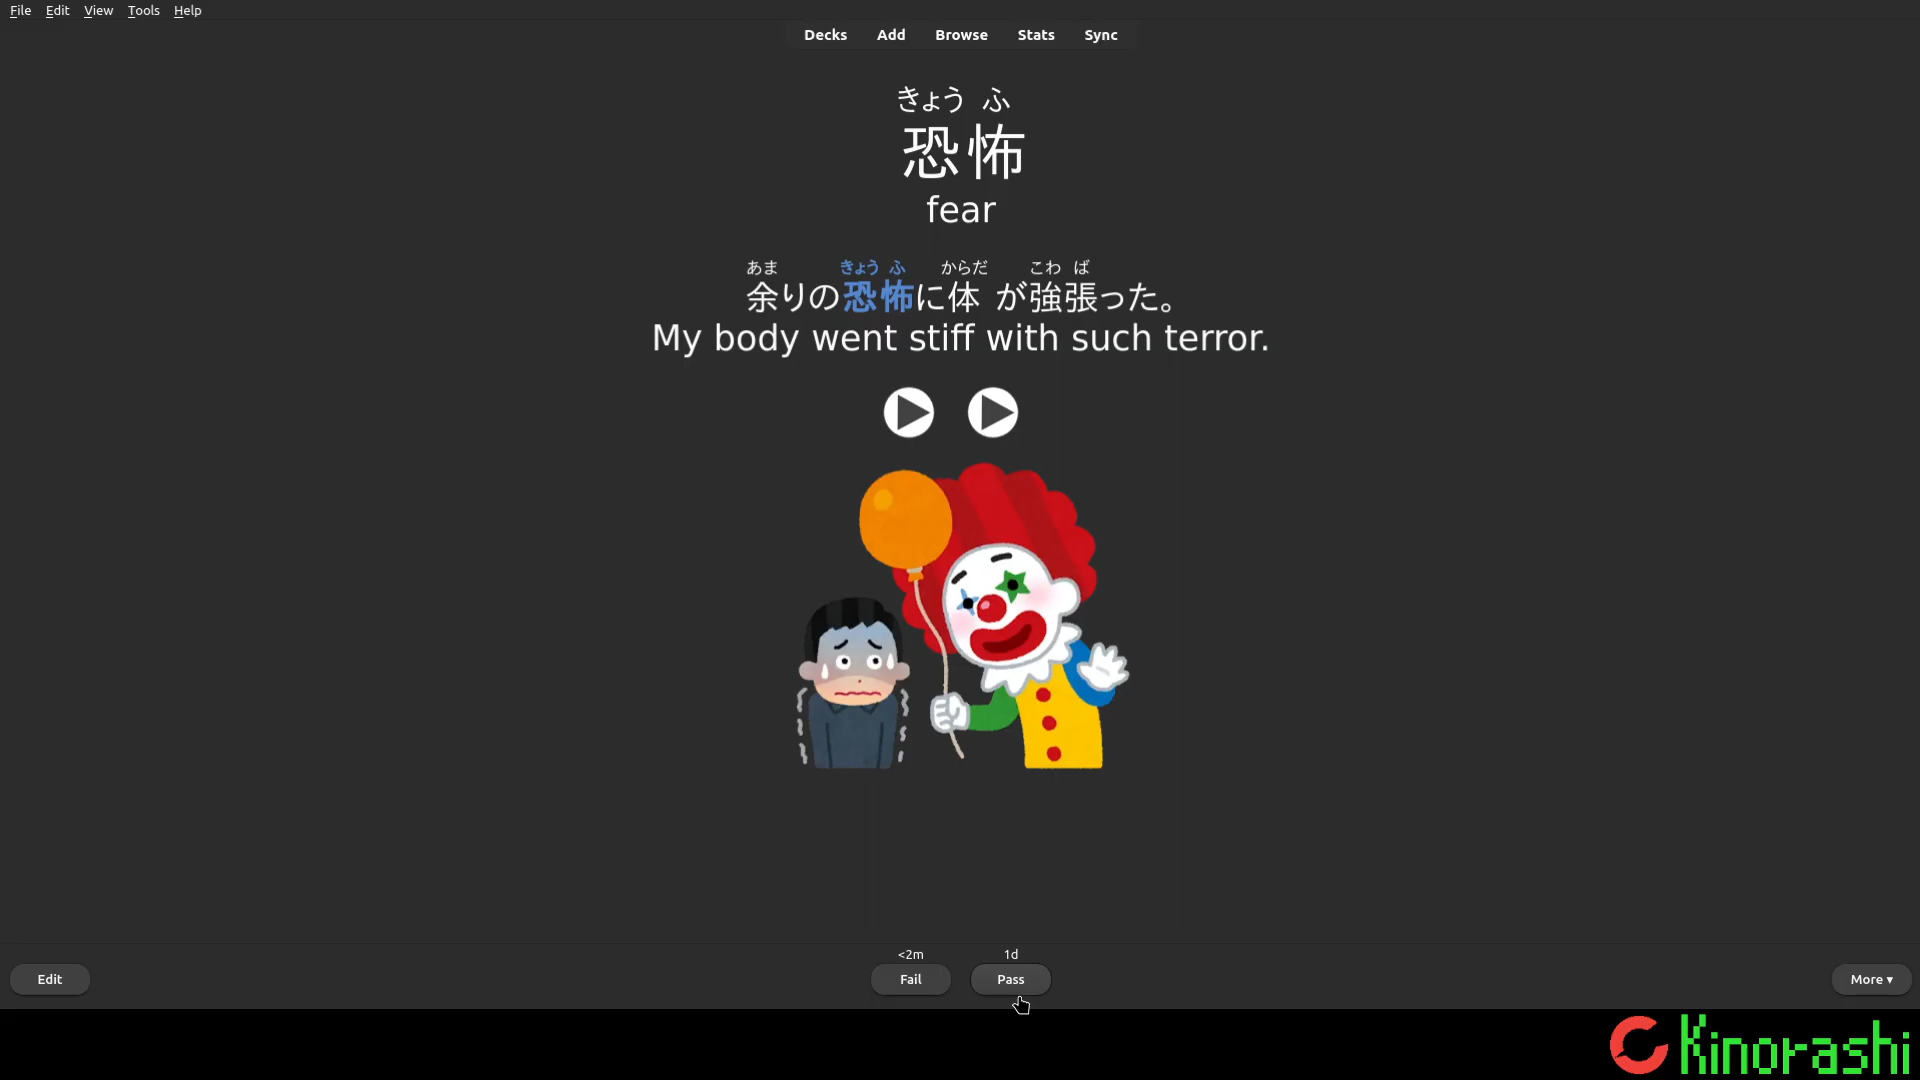 File Edit View Tools Help
Decks Add Browse Stats Sync
きょう ふ
恐怖
fear
あま きょう ふ からだ こわ ば
余りの恐怖に体 が強張った。
My body went stiff with such terror.
<2m 1d
Edit Fail Pass More ▾
Kinorashi